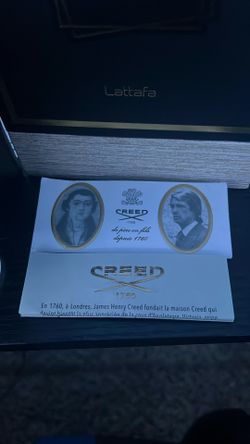 Lattafa
CREED
1760
de père en fils
depuis 1760
CREED
1760
En 1760, à Londres, James Henry Creed fondait la maison Creed qui